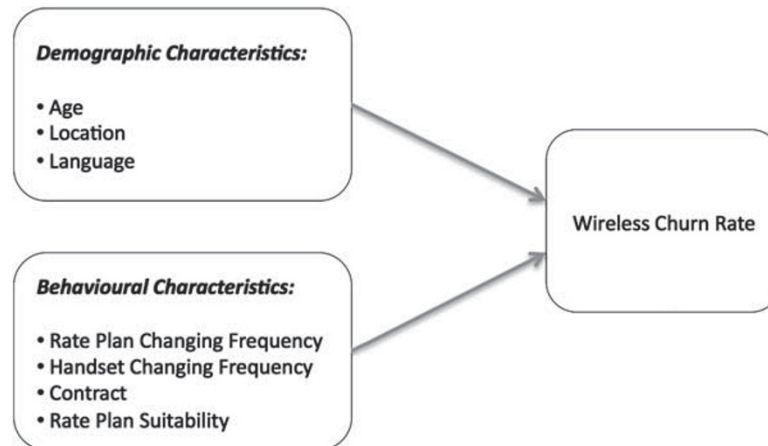 Demographic Characteristics:
• Age
• Location
• Language
Wireless Churn Rate
Behavioural Characteristics:
• Rate Plan Changing Frequency
• Handset Changing Frequency
• Contract
• Rate Plan Suitability